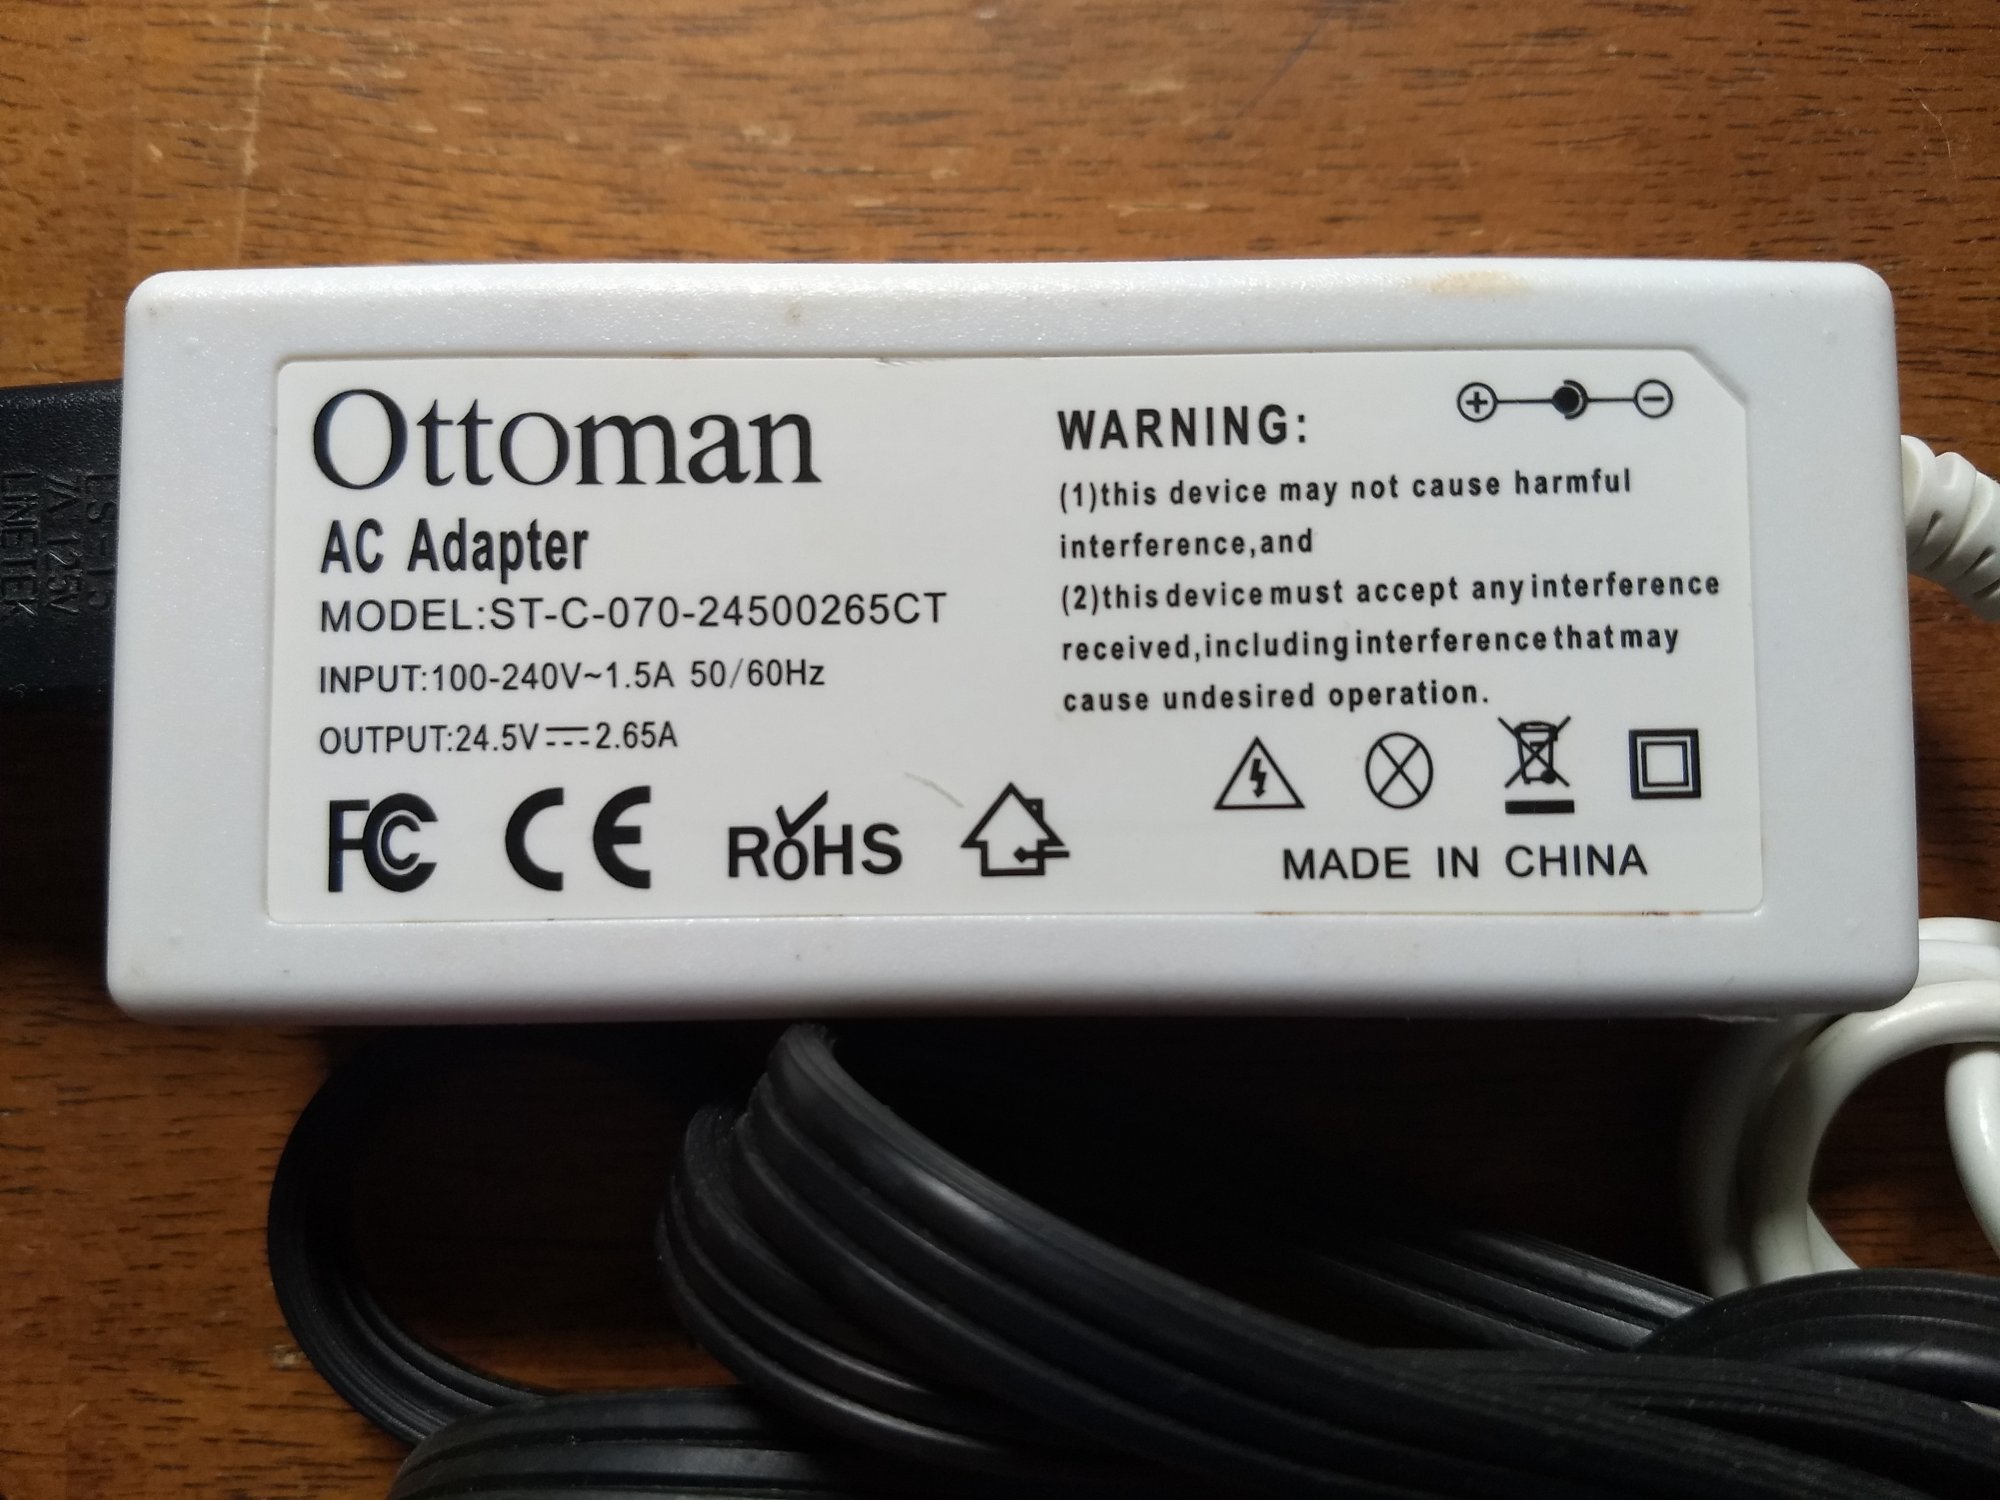 Ottoman
AC Adapter
MODEL:ST-C-070-24500265CT
INPUT:100-240V~1.5A 50/60Hz
OUTPUT:24.5V⎓2.65A
FC CE RoHS
WARNING:
(1)this device may not cause harmful
interference,and
(2)this device must accept any interference
received,including interference that may
cause undesired operation.
MADE IN CHINA
LS-15
7A 125V
LINETEK